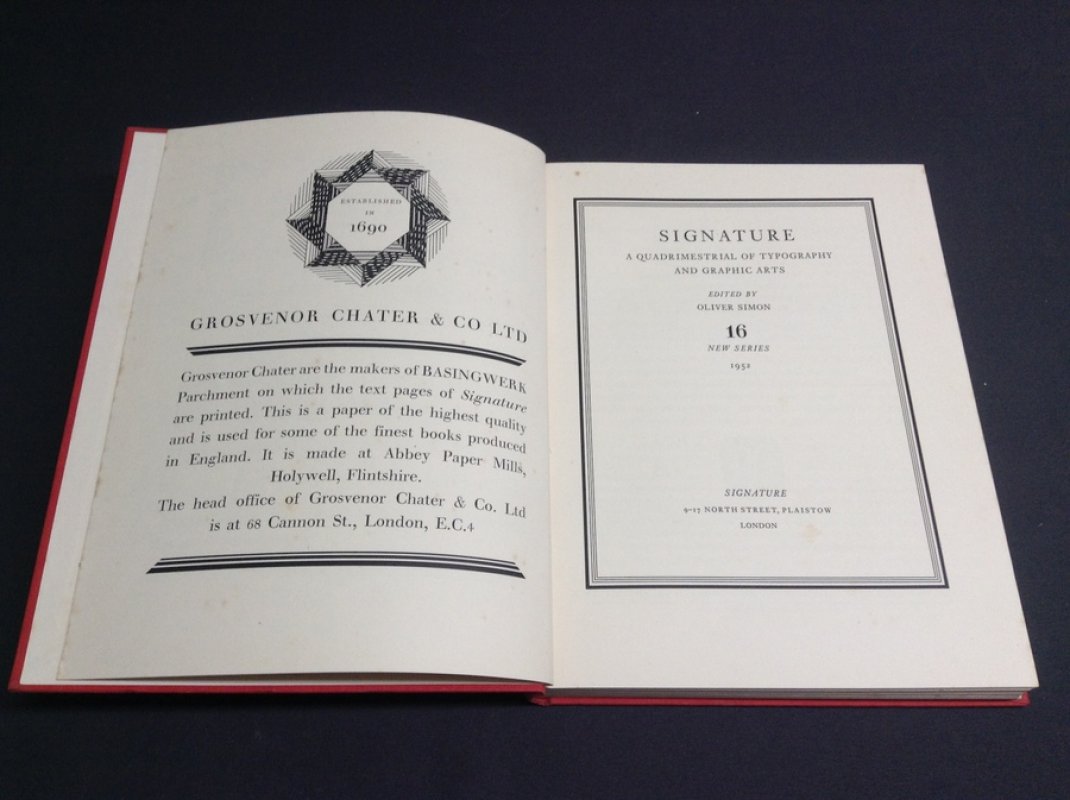 ESTABLISHED
IN
1690
GROSVENOR CHATER & CO LTD
Grosvenor Chater are the makers of BASINGWERK
Parchment on which the text pages of Signature
are printed. This is a paper of the highest quality
and is used for some of the finest books produced
in England. It is made at Abbey Paper Mills,
Holywell, Flintshire.
The head office of Grosvenor Chater & Co. Ltd
is at 68 Cannon St., London, E.C.4
SIGNATURE
A QUADRIMESTRIAL OF TYPOGRAPHY
AND GRAPHIC ARTS
EDITED BY
OLIVER SIMON
16
NEW SERIES
1952
SIGNATURE
9-17 NORTH STREET, PLAISTOW
LONDON